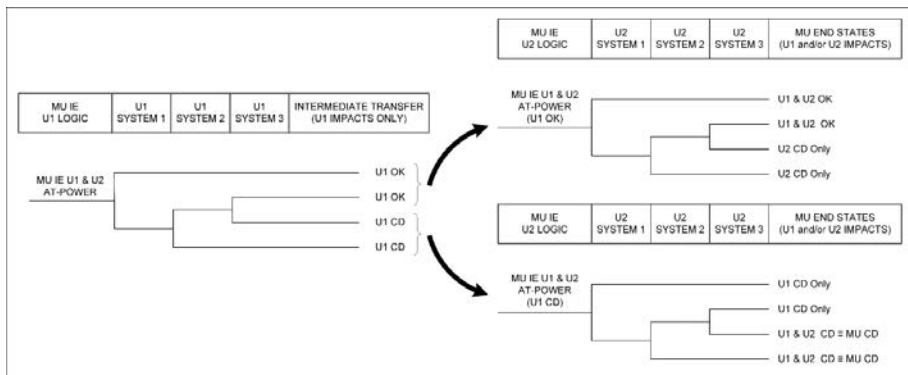 MU IE
U1 LOGIC
U1
SYSTEM 1
U1
SYSTEM 2
U1
SYSTEM 3
INTERMEDIATE TRANSFER
(U1 IMPACTS ONLY)
MU IE U1 & U2
AT-POWER
U1 OK
U1 OK
U1 CD
U1 CD
MU IE
U2 LOGIC
U2
SYSTEM 1
U2
SYSTEM 2
U2
SYSTEM 3
MU END STATES
(U1 and/or U2 IMPACTS)
MU IE U1 & U2
AT-POWER
(U1 OK)
U1 & U2 OK
U1 & U2 OK
U2 CD Only
U2 CD Only
MU IE
U2 LOGIC
U2
SYSTEM 1
U2
SYSTEM 2
U2
SYSTEM 3
MU END STATES
(U1 and/or U2 IMPACTS)
MU IE U1 & U2
AT-POWER
(U1 CD)
U1 CD Only
U1 CD Only
U1 & U2 CD ≡ MU CD
U1 & U2 CD ≡ MU CD